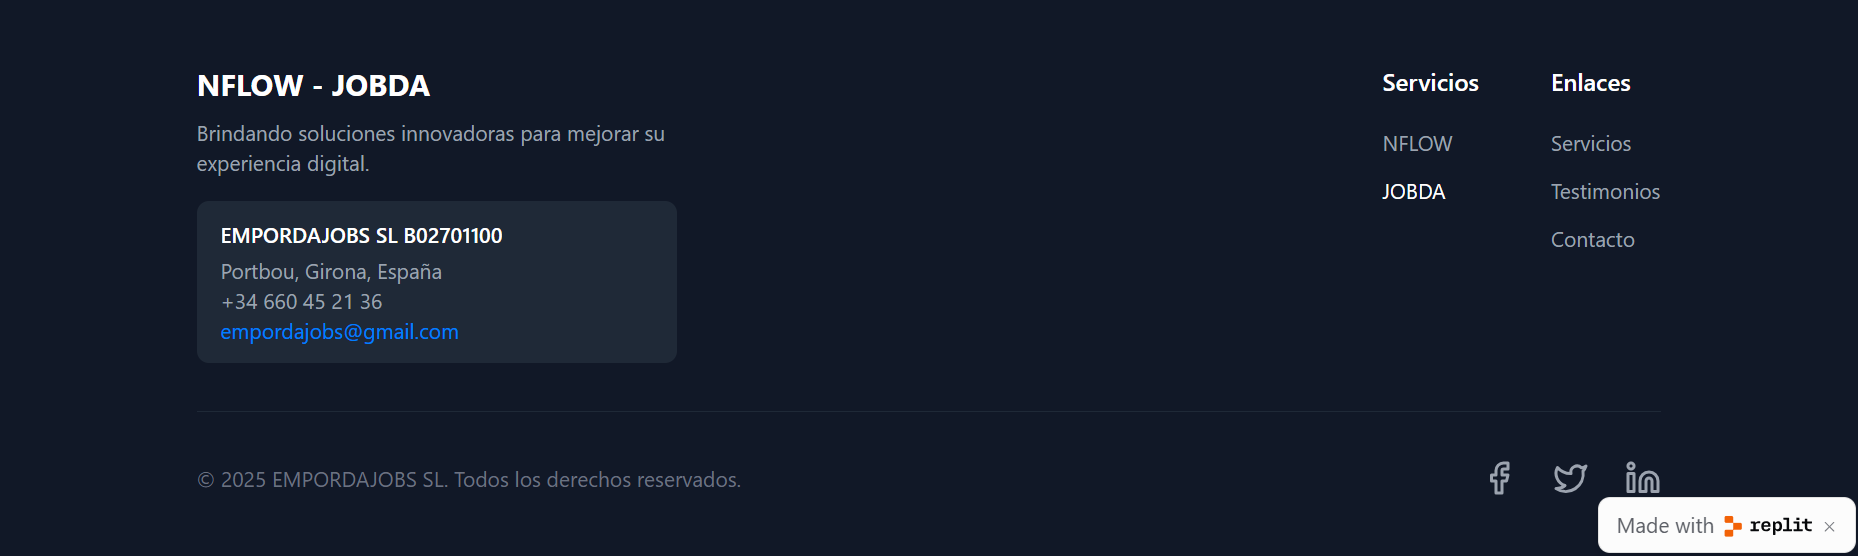 NFLOW - JOBDA
Brindando soluciones innovadoras para mejorar su
experiencia digital.
EMPORDAJOBS SL B02701100
Portbou, Girona, España
+34 660 45 21 36
empordajobs@gmail.com
Servicios
NFLOW
JOBDA
Enlaces
Servicios
Testimonios
Contacto
© 2025 EMPORDAJOBS SL. Todos los derechos reservados.
Made with replit ×